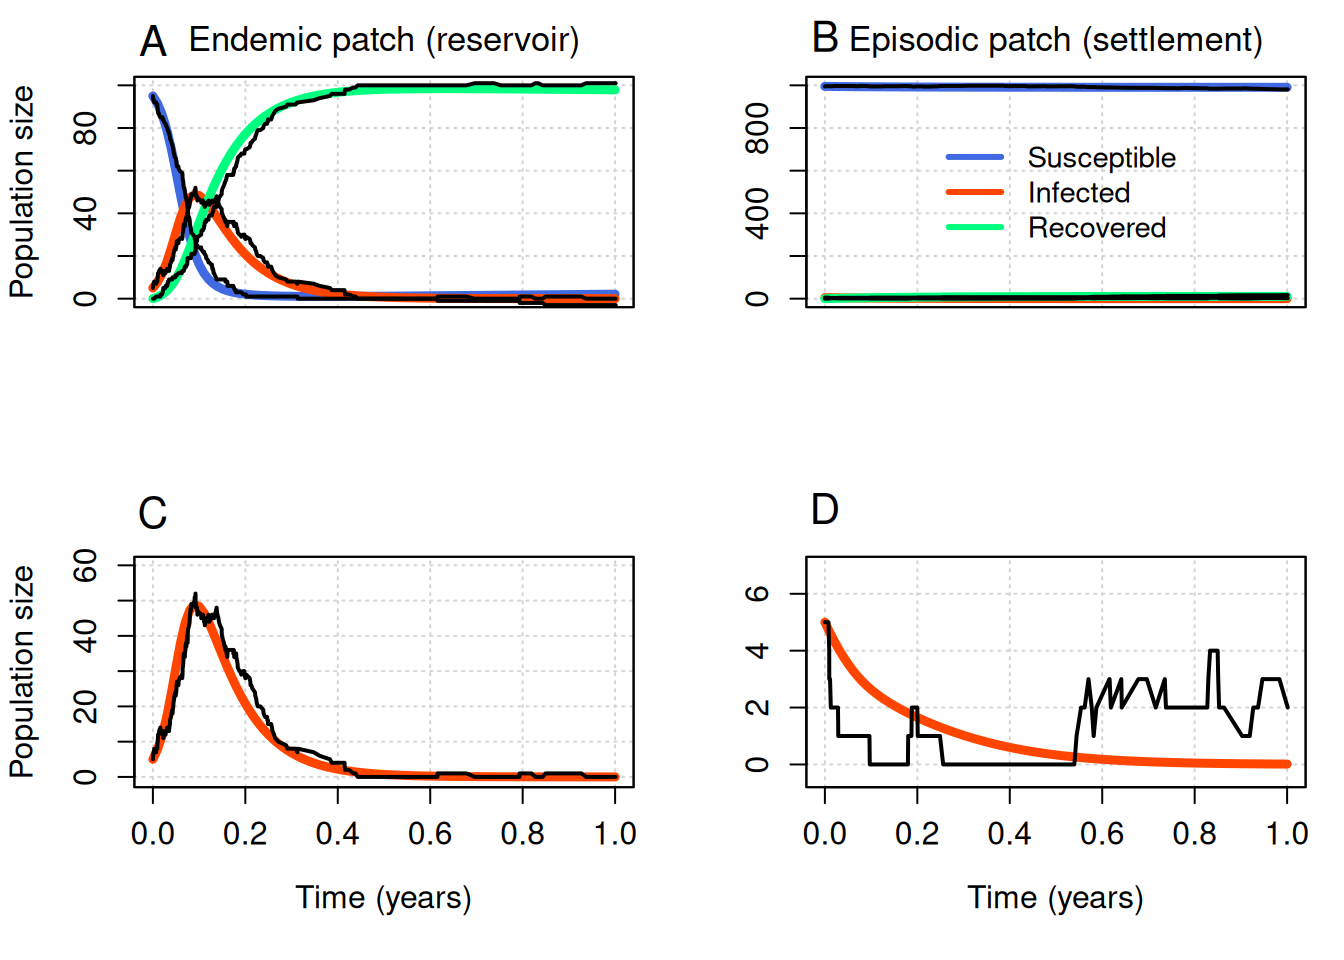 A Endemic patch (reservoir)
B Episodic patch (settlement)
Population size
0 40 80
0 400 800
Susceptible
Infected
Recovered
C
D
Population size
0 20 40 60
0 2 4 6
0.0 0.2 0.4 0.6 0.8 1.0
0.0 0.2 0.4 0.6 0.8 1.0
Time (years)
Time (years)